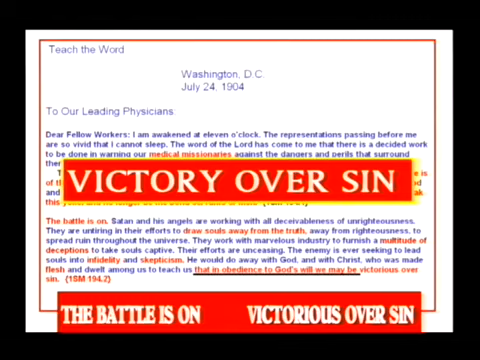 Teach the Word
Washington, D.C.
July 24, 1904
To Our Leading Physicians:
Dear Fellow Workers: I am awakened at eleven o'clock. The representations passing before me
are so vivid that I cannot sleep. The word of the Lord has come to me that there is a decided work
to be done in warning our medical missionaries against the dangers and perils that surround
VICTORY OVER SIN
The battle is on. Satan and his angels are working with all deceivableness of unrighteousness.
They are untiring in their efforts to draw souls away from the truth, away from righteousness, to
spread ruin throughout the universe. They work with marvelous industry to furnish a multitude of
deceptions to take souls captive. Their efforts are unceasing. The enemy is ever seeking to lead
souls into infidelity and skepticism. He would do away with God, and with Christ, who was made
flesh and dwelt among us to teach us that in obedience to God's will we may be victorious over
sin. {1SM 194.2}
THE BATTLE IS ON VICTORIOUS OVER SIN